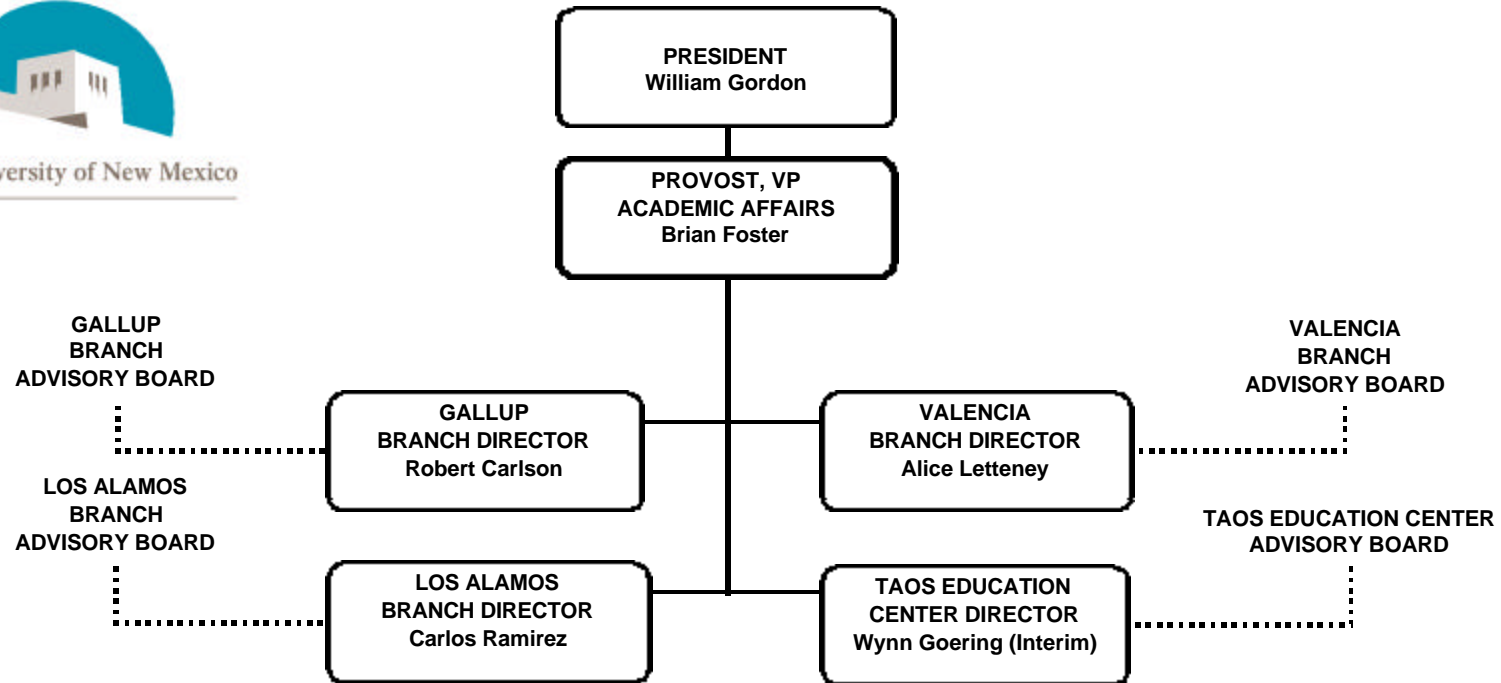 versity of New Mexico
PRESIDENT
William Gordon
PROVOST, VP
ACADEMIC AFFAIRS
Brian Foster
GALLUP
BRANCH
ADVISORY BOARD
VALENCIA
BRANCH
ADVISORY BOARD
GALLUP
BRANCH DIRECTOR
Robert Carlson
VALENCIA
BRANCH DIRECTOR
Alice Letteney
LOS ALAMOS
BRANCH
ADVISORY BOARD
TAOS EDUCATION CENTER
ADVISORY BOARD
LOS ALAMOS
BRANCH DIRECTOR
Carlos Ramirez
TAOS EDUCATION
CENTER DIRECTOR
Wynn Goering (Interim)